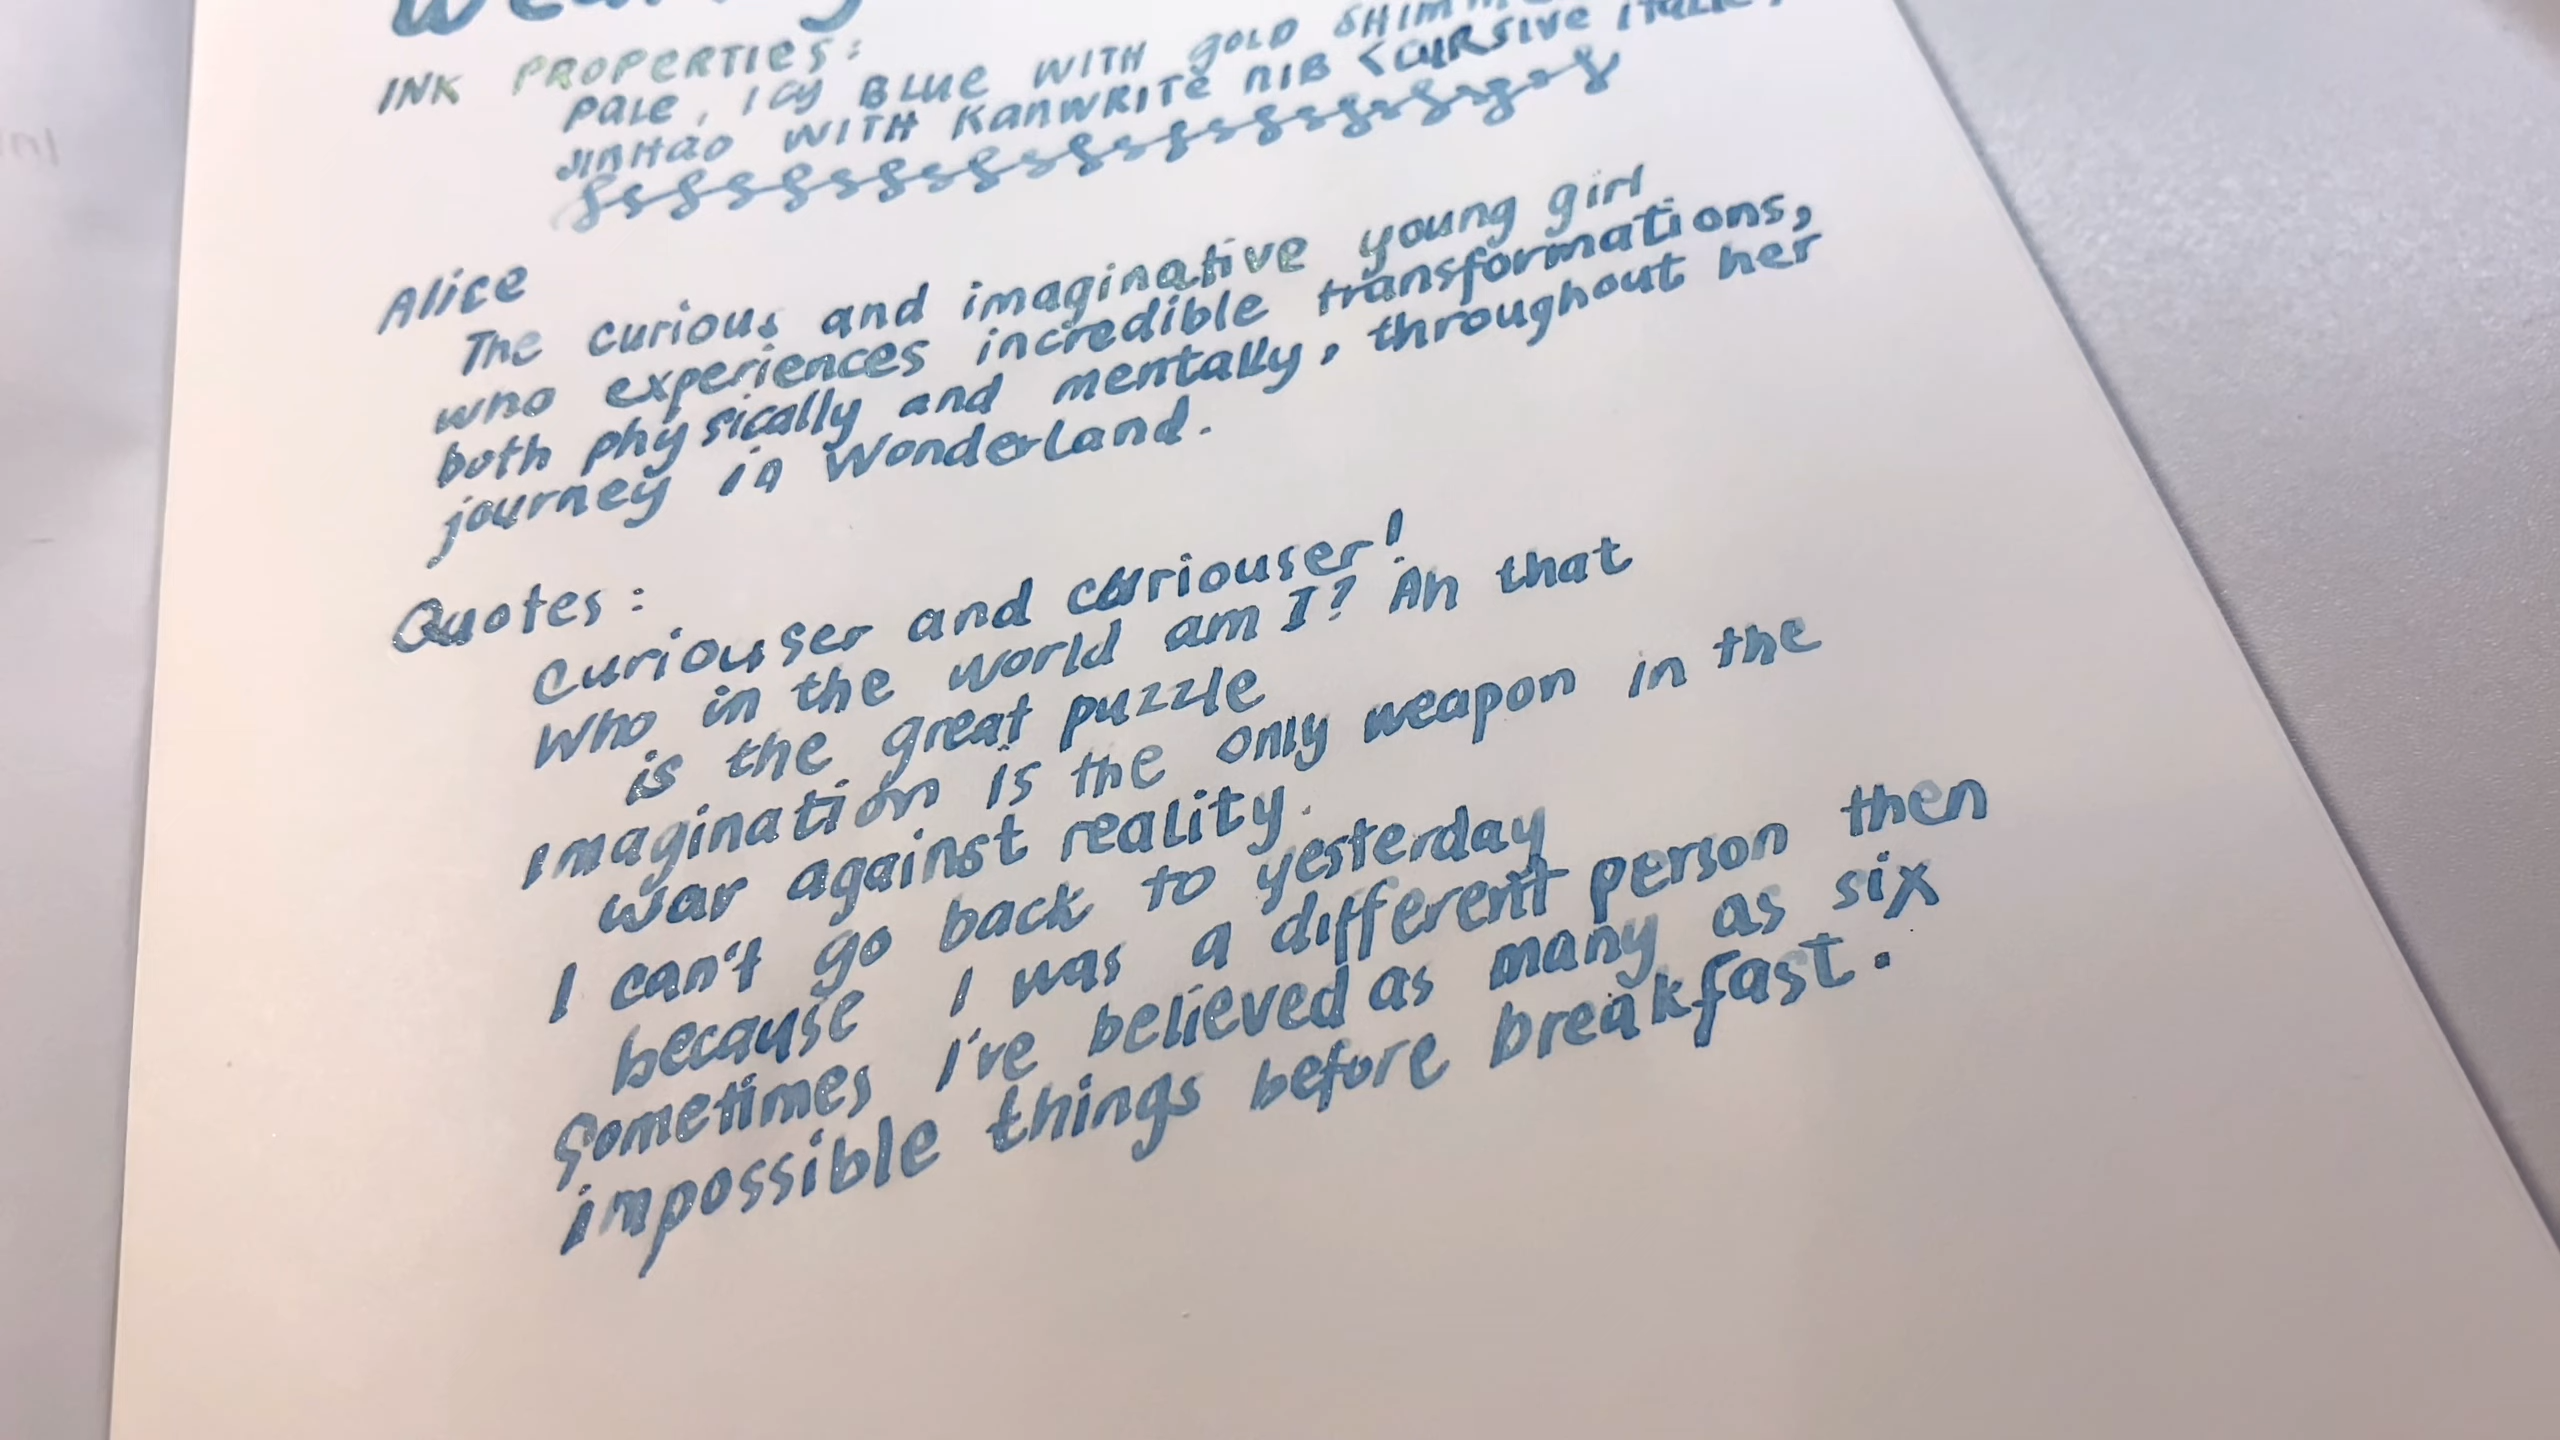 INK PROPERTIES:
PALE, ICY BLUE WITH GOLD
JINHAO WITH KANWRITE NIB <CURSIVE ITALIC
Alice
The curious and imaginative young girl
who experiences incredible transformations,
both physically and mentally, throughout her
journey in Wonderland.
Quotes:
Curiouser and curiouser!
Who in the world am I? Ah that
is the great puzzle
Imagination is the only weapon in the
war against reality.
I can't go back to yesterday
because I was a different person then
Sometimes I've believed as many as six
impossible things before breakfast.